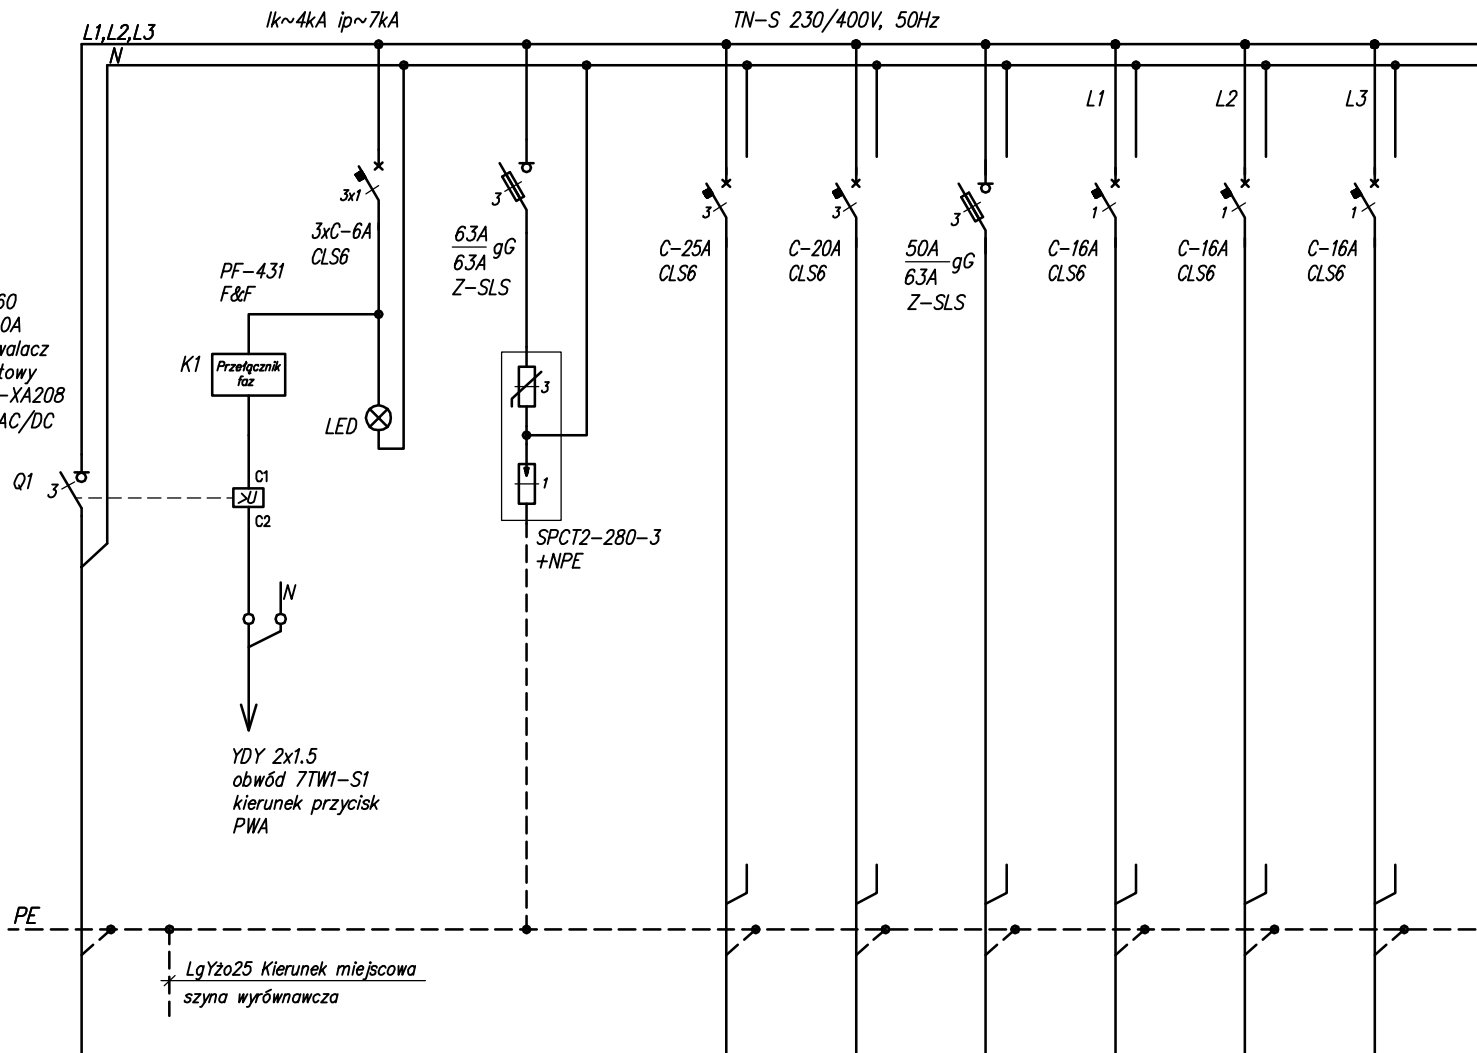 Ik~4kA ip~7kA
TN-S 230/400V, 50Hz
L1,L2,L3
N
L1
L2
L3
3x1
3
3
3
3
1
1
1
3xC-6A
CLS6
63A
63A
gG
Z-SLS
C-25A
CLS6
C-20A
CLS6
50A
63A
gG
Z-SLS
C-16A
CLS6
C-16A
CLS6
C-16A
CLS6
PF-431
F&F
60
0A
walacz
towy
-XA208
AC/DC
K1
Przełącznik
faz
LED
3
1
Q1
3
C1
>U
C2
SPCT2-280-3
+NPE
N
YDY 2x1.5
obwód 7TW1-S1
kierunek przycisk
PWA
PE
LgYżo25 Kierunek miejscowa
szyna wyrównawcza